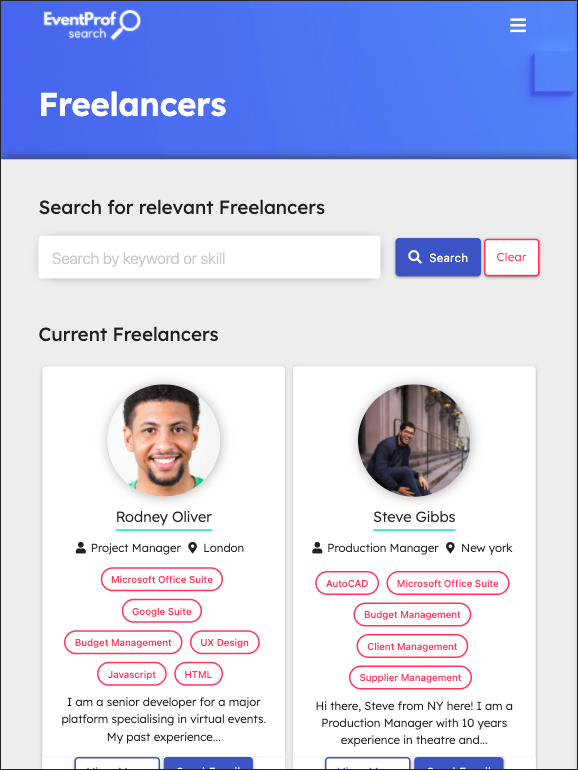 EventProf
search
Freelancers
Search for relevant Freelancers
Search by keyword or skill
Search
Clear
Current Freelancers
Rodney Oliver
Project Manager London
Microsoft Office Suite
Google Suite
Budget Management UX Design
Javascript HTML
I am a senior developer for a major
platform specialising in virtual events.
My past experience...
Steve Gibbs
Production Manager New york
AutoCAD Microsoft Office Suite
Budget Management
Client Management
Supplier Management
Hi there, Steve from NY here! I am a
Production Manager with 10 years
experience in theatre and...